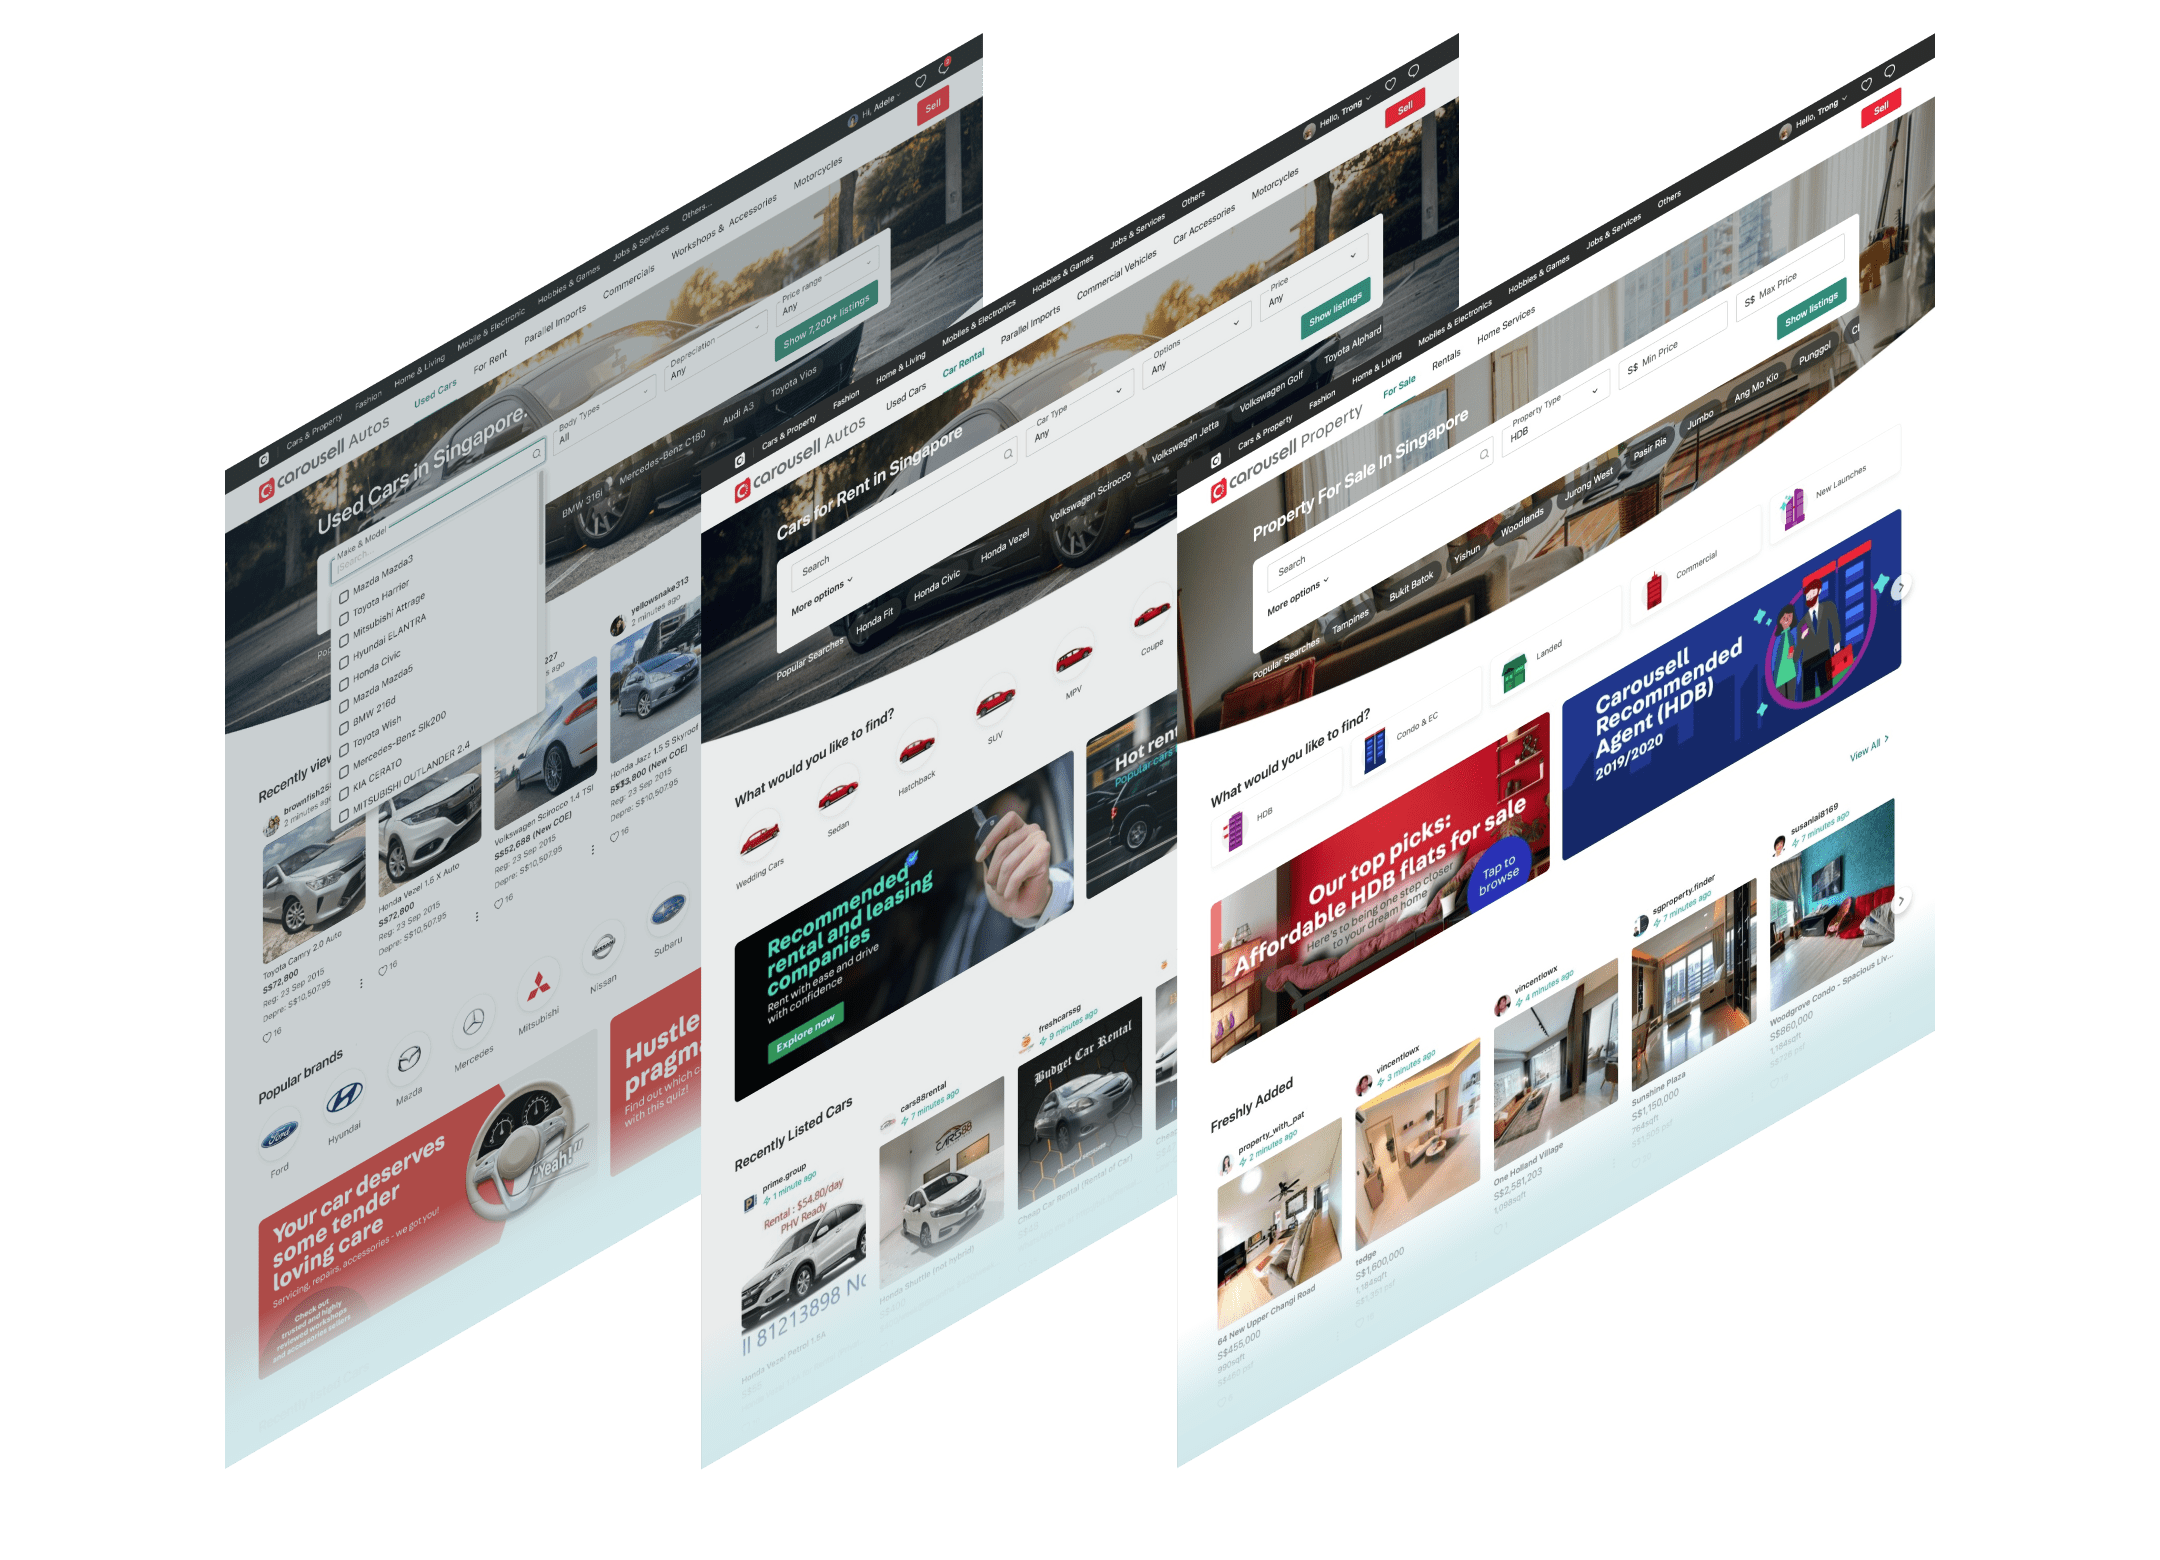 Hi, Adele
2
Cars & Property
Fashion
Home & Living
Mobile & Electronic
Hobbies & Games
Jobs & Services
Others...
carousell Autos
Used Cars
For Rent
Parallel Imports
Commercials
Workshops & Accessories
Motorcycles
Sell
Used Cars in Singapore.
Make & Model
Search...
Body Types
All
Depreciation
Any
Price range
Any
Show 7,200+ listings
Mazda Mazda3
Toyota Harrier
Mitsubishi Attrage
Hyundai ELANTRA
Honda Civic
Mazda Mazda5
BMW 216d
Toyota Wish
Mercedes-Benz Slk200
KIA CERATO
MITSUBISHI OUTLANDER 2.4
BMW 316i
Mercedes-Benz C180
Audi A3
Toyota Vios
Recently view
brownfish25
2 minutes ag
Toyota Camry 2.0 Auto
S$72,800
Reg: 23 Sep 2015
Depre: S$10,507.95
16
Honda Vezel 1.5 X Auto
S$72,800
Reg: 23 Sep 2015
Depre: S$10,507.95
16
227
s ago
Volkswagen Scirocco 1.4 TSI
S$52,688 (New COE)
Reg: 23 Sep 2015
Depre: S$10,507.95
16
yellowsnake313
2 minutes ago
Honda Jazz 1.5 S Skyroof
S$33,800 (New COE)
Reg: 23 Sep 2015
Depre: S$10,507.95
16
Popular brands
Ford
Hyundai
Mazda
Mercedes
Mitsubishi
Nissan
Subaru
Your car deserves
some tender
loving care
Servicing, repairs, accessories - we got you!
Check out
trusted and highly
reviewed workshops
and accessories sellers
"Yeah!"
Hustle
pragm
Find out which c
with this quiz!
Recently Listed Cars
Hello, Trong
Cars & Property
Fashion
Home & Living
Mobiles & Electronics
Hobbies & Games
Jobs & Services
Others
carousell Autos
Used Cars
Car Rental
Parallel Imports
Commercial Vehicles
Car Accessories
Motorcycles
Sell
Cars for Rent in Singapore
Search
Car Type
Any
Options
Any
Price
Any
More options
Show listings
Popular Searches
Honda Fit
Honda Civic
Honda Vezel
Volkswagen Scirocco
Volkswagen Jetta
Volkswagen Golf
Toyota Alphard
What would you like to find?
Wedding Cars
Sedan
Hatchback
SUV
MPV
Coupe
Recommended
rental and leasing
companies
Rent with ease and drive
with confidence
Explore now
Hot rent
Popular cars
Recently Listed Cars
prime.group
1 minute ago
Rental : $54.80/day
PHV Ready
ll 81213898 No
Honda Vezel Petrol 1.5A
S$55
cars88rental
7 minutes ago
CARS88
Honda Shuttle (not hybrid)
freshcarssg
9 minutes ago
Budget Car Rental
Cheap Car Rental (Rental of Car)
Hello, Trong
Cars & Property
Fashion
Home & Living
Mobiles & Electronics
Hobbies & Games
Jobs & Services
Others
carousell Property
For Sale
Rentals
Home Services
Sell
Property For Sale In Singapore
Search
Property Type
HDB
S$ Min Price
S$ Max Price
More options
Show listings
Popular Searches
Tampines
Bukit Batok
Yishun
Woodlands
Jurong West
Pasir Ris
Jumbo
Ang Mo Kio
Punggol
What would you like to find?
HDB
Condo & EC
Landed
Commercial
New Launches
Our top picks:
Affordable HDB flats for sale
Here's to being one step closer
to your dream home
Tap to
browse
Carousell
Recommended
Agent (HDB)
2019/2020
Freshly Added
View All
property_with_pat
2 minutes ago
64 New Upper Changi Road
S$455,000
990sqft
vincentlowx
3 minutes ago
tedge
S$1,600,000
1,184sqft
vincentlowx
4 minutes ago
One Holland Village
S$2,581,203
1,098sqft
sgproperty.finder
7 minutes ago
Sunshine Plaza
S$1,150,000
764sqft
susanlai8169
7 minutes ago
Woodgrove Condo - Spacious Liv...
S$860,000
1,184sqft